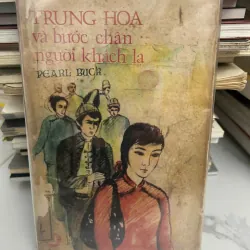 TRUNG HOA
và bước chân
người khách lạ
PEARL BUCK